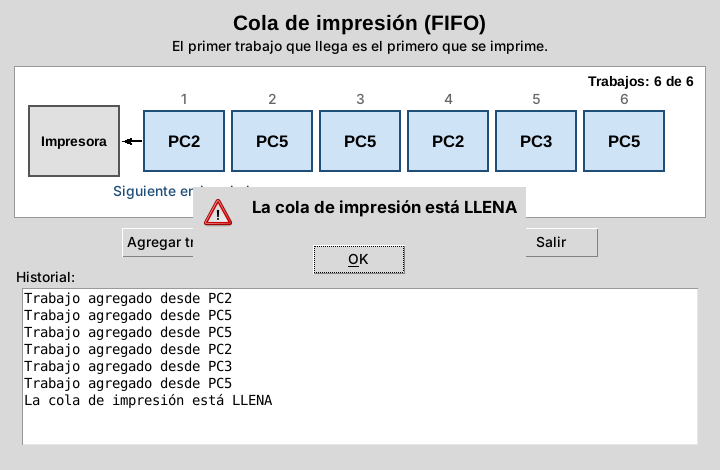 Cola de impresión (FIFO)
El primer trabajo que llega es el primero que se imprime.
Trabajos: 6 de 6
1 2 3 4 5 6
Impresora PC2 PC5 PC5 PC2 PC3 PC5
Siguiente
La cola de impresión está LLENA
Agregar
Salir
OK
Historial:
Trabajo agregado desde PC2
Trabajo agregado desde PC5
Trabajo agregado desde PC5
Trabajo agregado desde PC2
Trabajo agregado desde PC3
Trabajo agregado desde PC5
La cola de impresión está LLENA